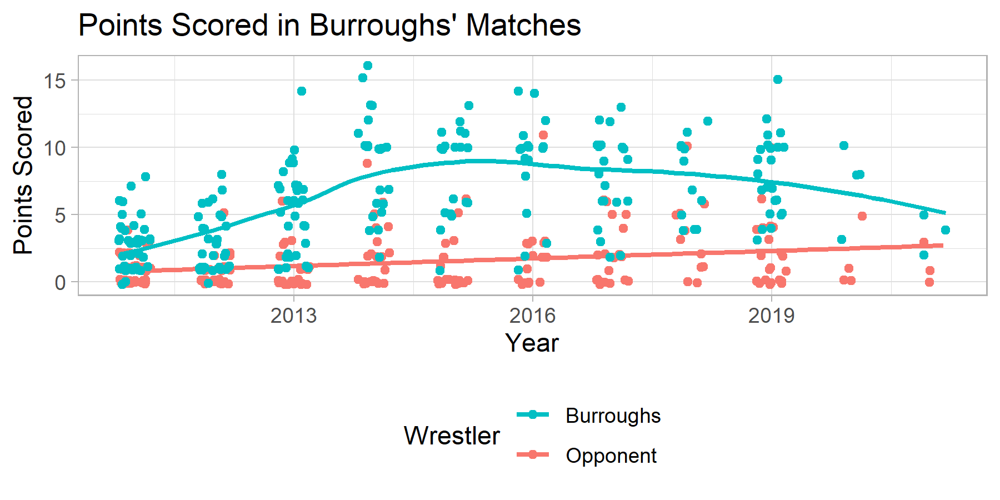 Points Scored in Burroughs' Matches
15
10
5
0
Points Scored
2013 2016 2019
Year
Wrestler
Burroughs
Opponent